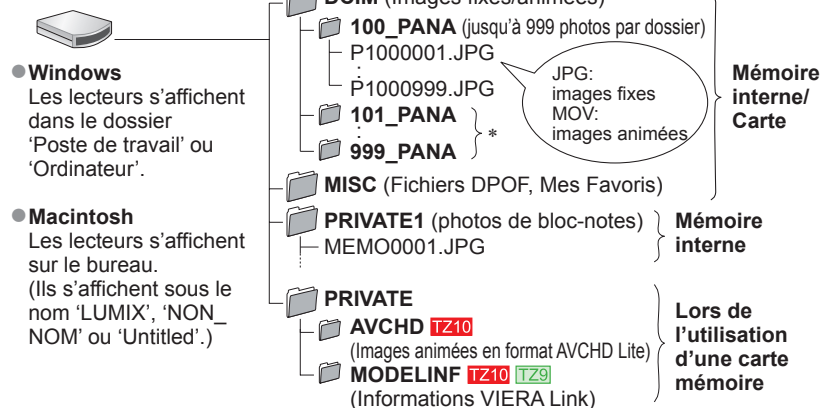 DCIM (Images fixes/animées)
100_PANA (jusqu'à 999 photos par dossier)
P1000001.JPG
P1000999.JPG
JPG:
images fixes
MOV:
images animées
101_PANA
999_PANA
*
Mémoire
interne/
Carte
MISC (Fichiers DPOF, Mes Favoris)
PRIVATE1 (photos de bloc-notes)
MEMO0001.JPG
Mémoire
interne
PRIVATE
AVCHD TZ10
(Images animées en format AVCHD Lite)
MODELINF TZ10 TZ9
(Informations VIERA Link)
Lors de
l'utilisation
d'une carte
mémoire
●Windows
Les lecteurs s'affichent
dans le dossier
'Poste de travail' ou
'Ordinateur'.
●Macintosh
Les lecteurs s'affichent
sur le bureau.
(Ils s'affichent sous le
nom 'LUMIX', 'NON_
NOM' ou 'Untitled'.)